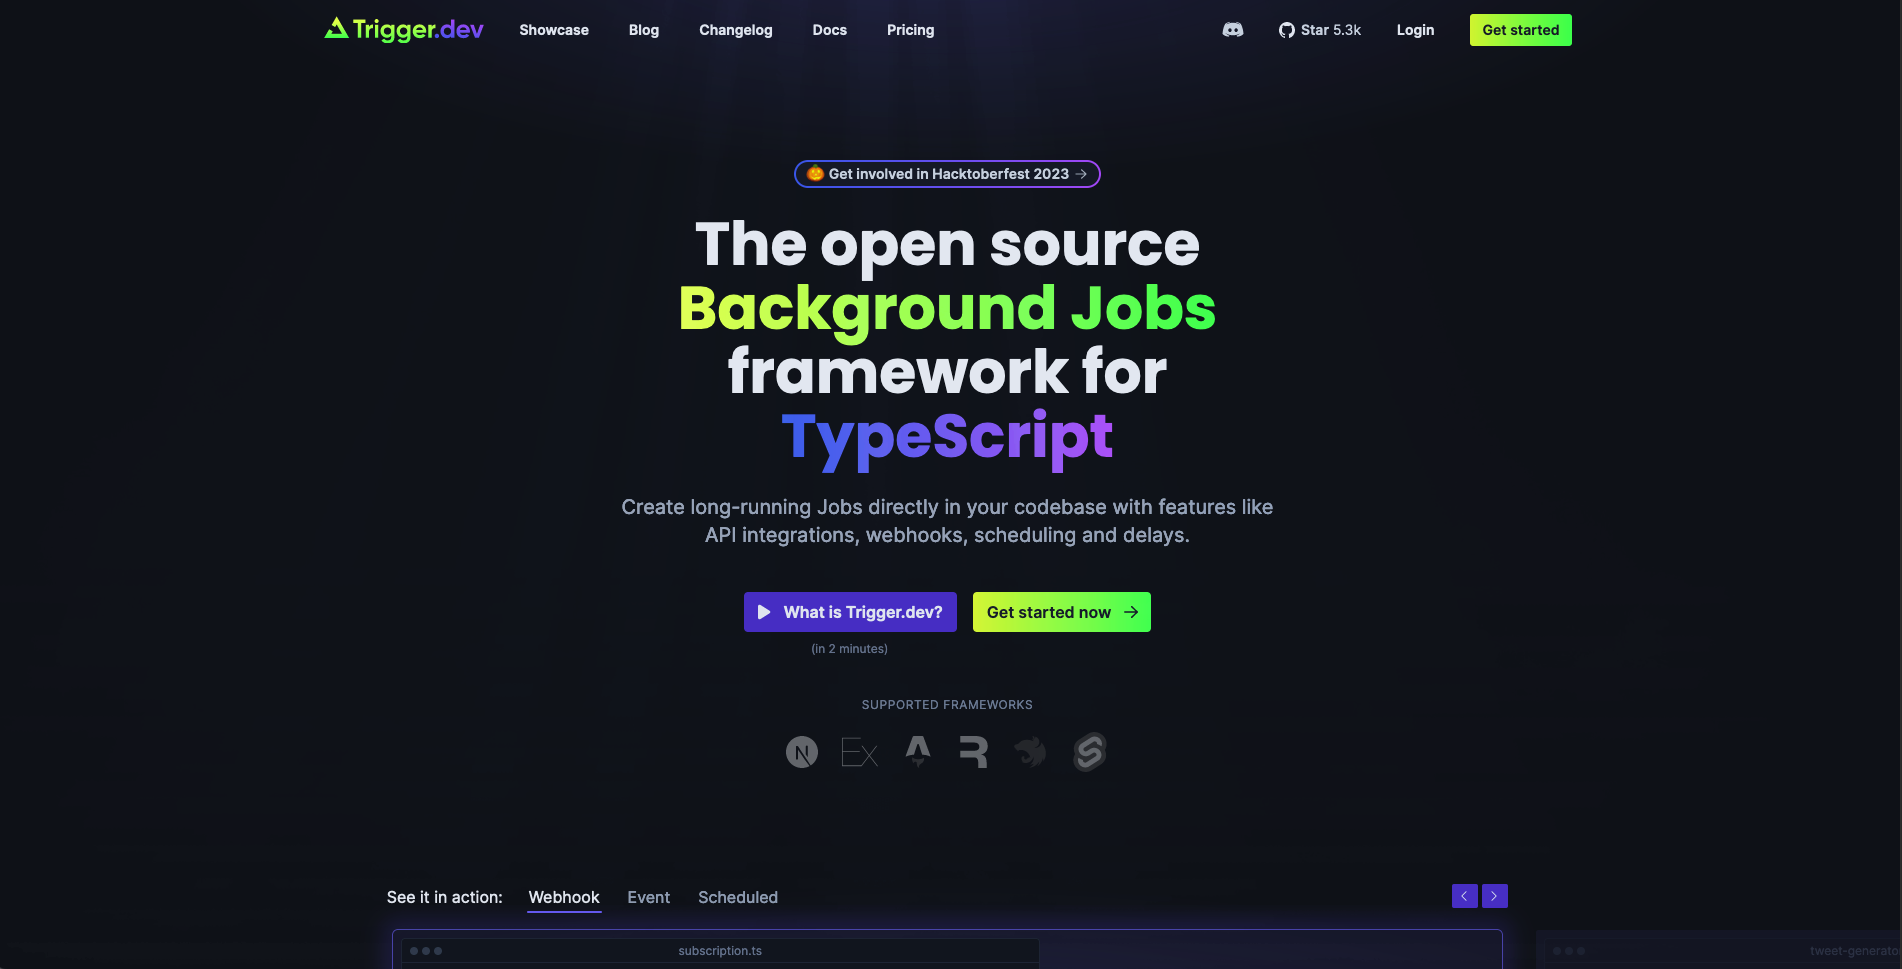 Trigger.dev
Showcase
Blog
Changelog
Docs
Pricing
Star 5.3k
Login
Get started
Get involved in Hacktoberfest 2023
The open source
Background Jobs
framework for
TypeScript
Create long-running Jobs directly in your codebase with features like
API integrations, webhooks, scheduling and delays.
What is Trigger.dev?
Get started now
(in 2 minutes)
SUPPORTED FRAMEWORKS
N
Ex
See it in action:
Webhook
Event
Scheduled
subscription.ts
tweet-generato